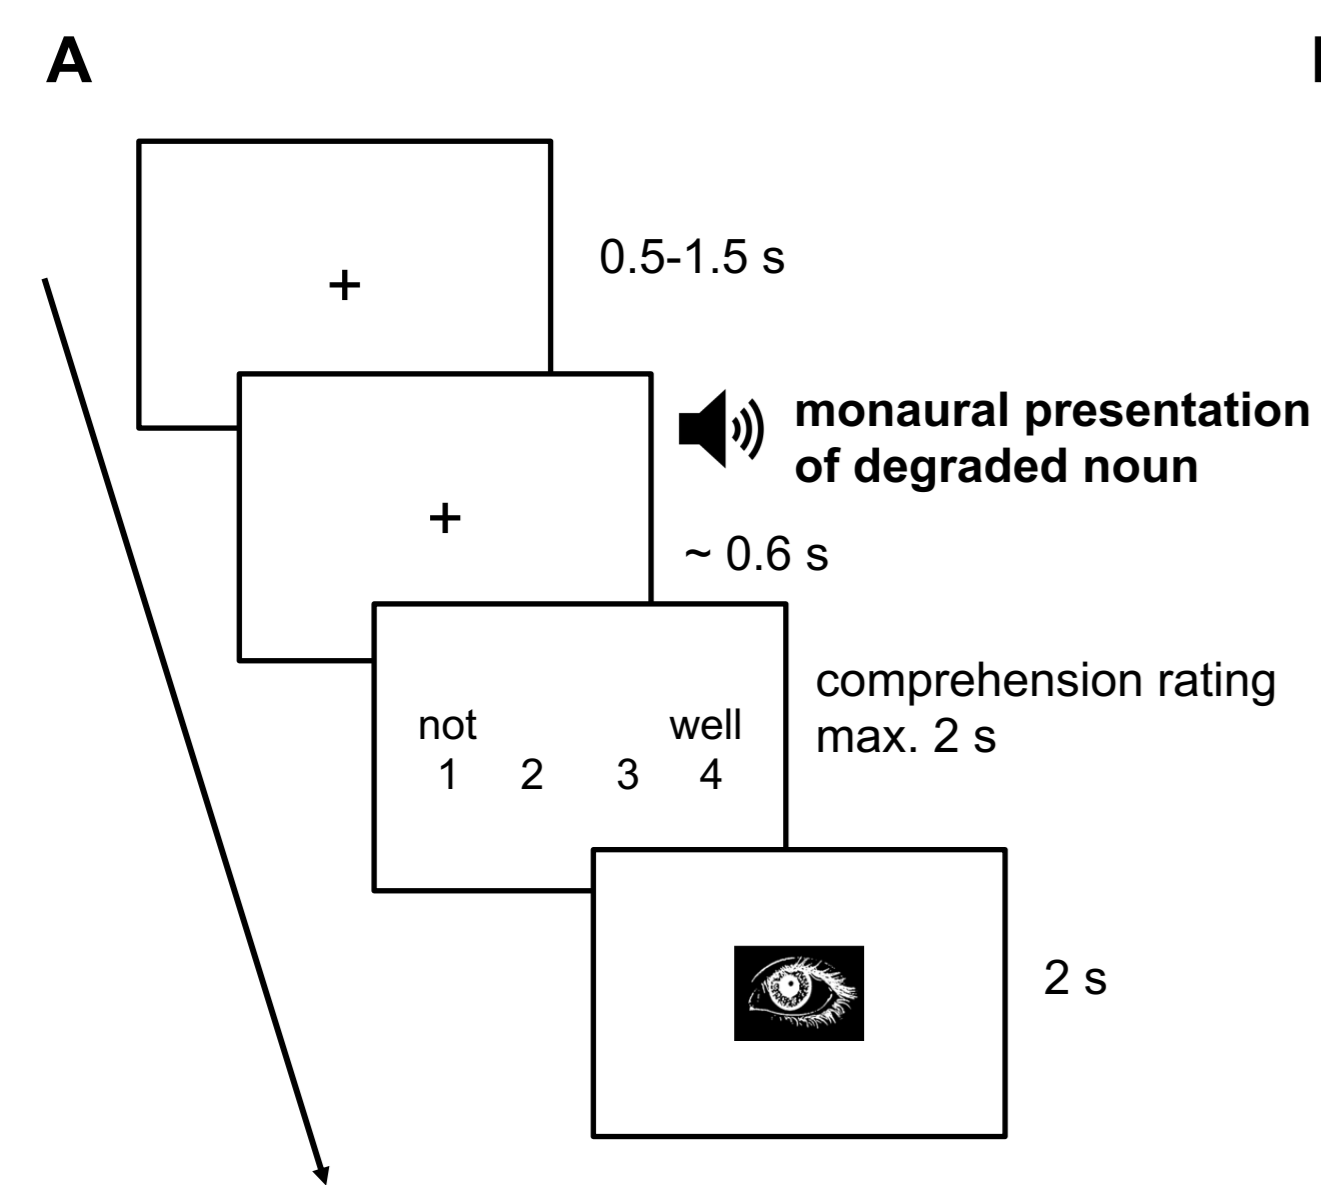 A
+
0.5-1.5 s
monaural presentation
of degraded noun
+
~ 0.6 s
comprehension rating
max. 2 s
not well
1 2 3 4
2 s